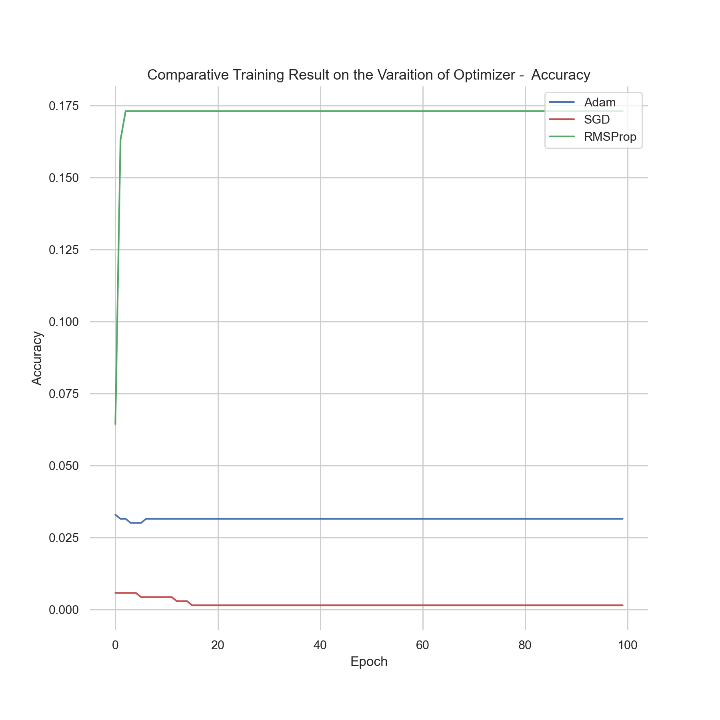 Comparative Training Result on the Varaition of Optimizer - Accuracy
Adam
SGD
RMSProp
Accuracy
0.175
0.150
0.125
0.100
0.075
0.050
0.025
0.000
0 20 40 60 80 100
Epoch